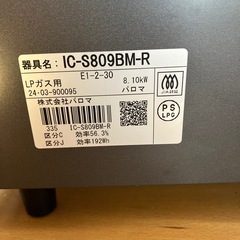 器具名: IC-S809BM-R
E1-2-30
LPガス用 8.10kW
24·03-900095 パロマ
株式会社パロマ
335 IC-S809BM-R
区分C 効率56.3%
区分J 効率192Wh
JIA
PS
LPG